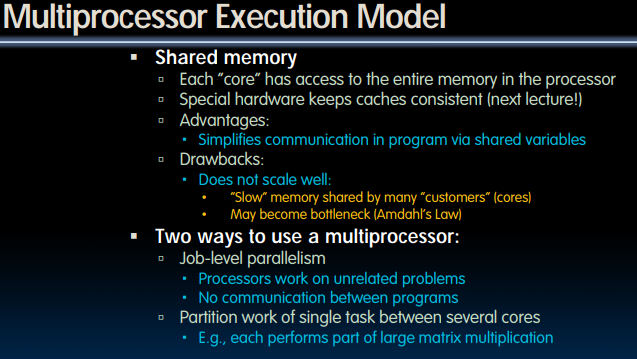 Multiprocessor Execution Model
Shared memory
Each “core” has access to the entire memory in the processor
Special hardware keeps caches consistent (next lecture!)
Advantages:
Simplifies communication in program via shared variables
Drawbacks:
Does not scale well:
“Slow” memory shared by many “customers” (cores)
May become bottleneck (Amdahl’s Law)
Two ways to use a multiprocessor:
Job-level parallelism
Processors work on unrelated problems
No communication between programs
Partition work of single task between several cores
E.g., each performs part of large matrix multiplication